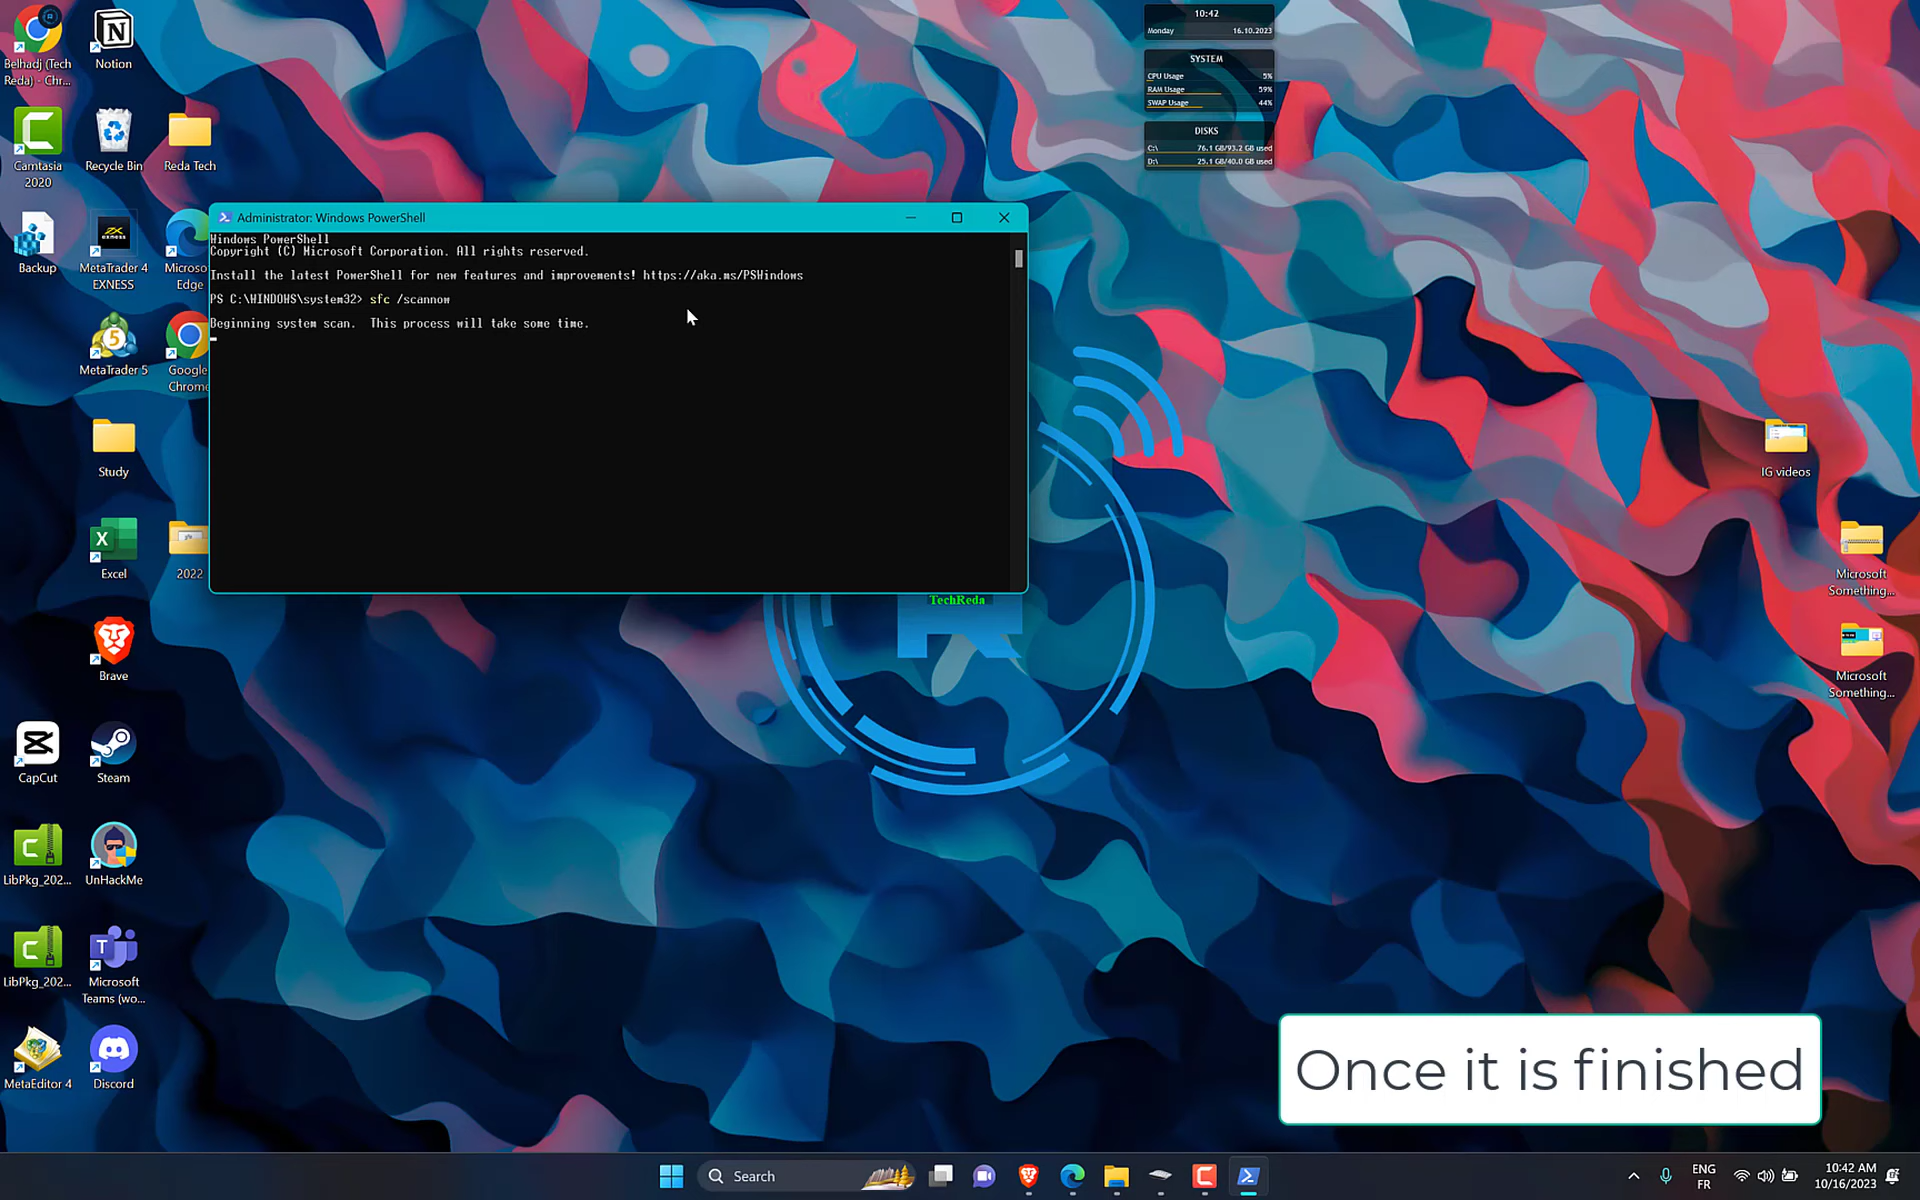 Belhadj (Tech
Reda) - Chr...
Notion
Camtasia
2020
Recycle Bin
Reda Tech
Backup
MetaTrader 4
EXNESS
Microso
Edge
MetaTrader 5
Google
Chrome
Study
Excel
2022
Brave
CapCut
Steam
LibPkg_202...
UnHackMe
LibPkg_202...
Microsoft
Teams (wo...
MetaEditor 4
Discord
10:42
Monday 16.10.2023
SYSTEM
CPU Usage 5%
RAM Usage 59%
SWAP Usage 44%
DISKS
C:\ 76.1 GB/93.2 GB used
D:\ 25.1 GB/40.0 GB used
Administrator: Windows PowerShell
Windows PowerShell
Copyright (C) Microsoft Corporation. All rights reserved.
Install the latest PowerShell for new features and improvements! https://aka.ms/PSWindows
PS C:\WINDOWS\system32> sfc /scannow
Beginning system scan.  This process will take some time.
TechReda
IG videos
Microsoft
Something...
Microsoft
Something...
Once it is finished
Search
ENG
FR
10:42 AM
10/16/2023